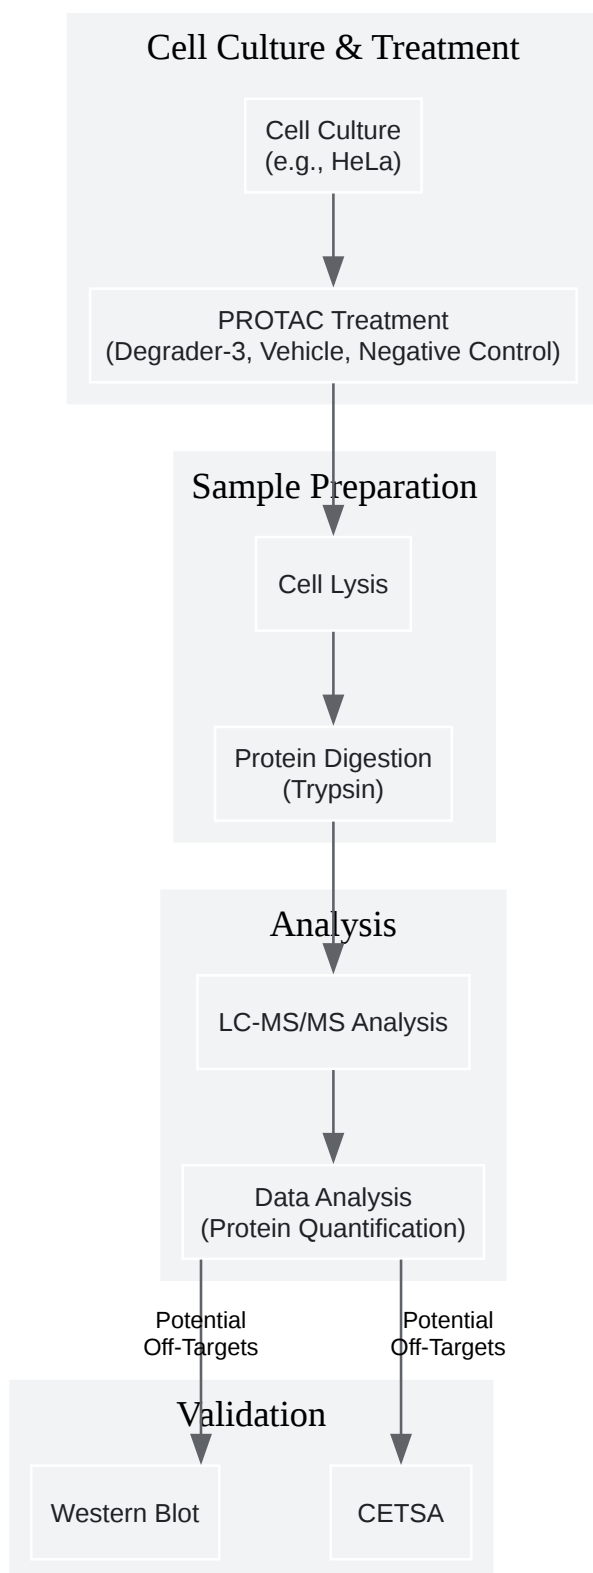 Cell Culture & Treatment
Cell Culture
(e.g., HeLa)
PROTAC Treatment
(Degrader-3, Vehicle, Negative Control)
Sample Preparation
Cell Lysis
Protein Digestion
(Trypsin)
Analysis
LC-MS/MS Analysis
Data Analysis
(Protein Quantification)
Potential
Off-Targets
Potential
Off-Targets
Validation
Western Blot
CETSA